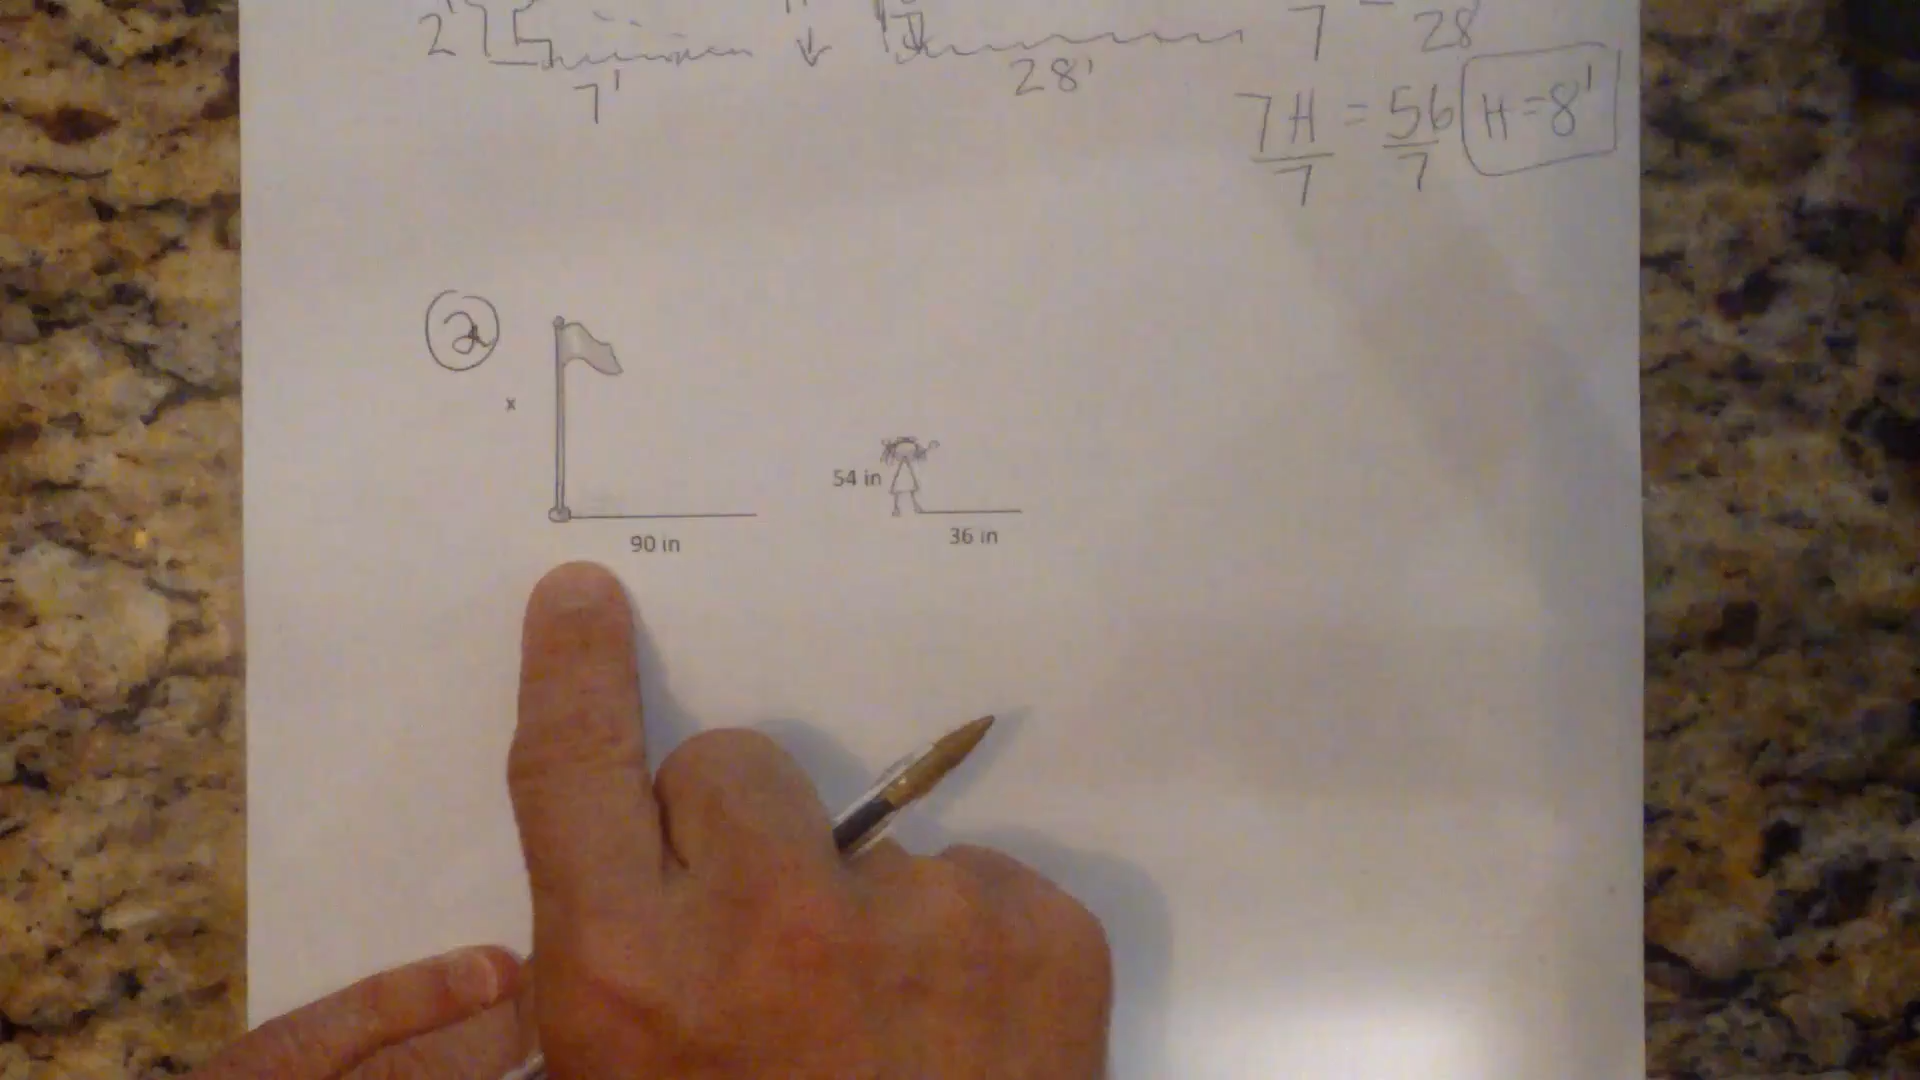 2'
7'
28'
7
28
7H = 56
7 7
H = 8'
2
x
54 in
90 in
36 in